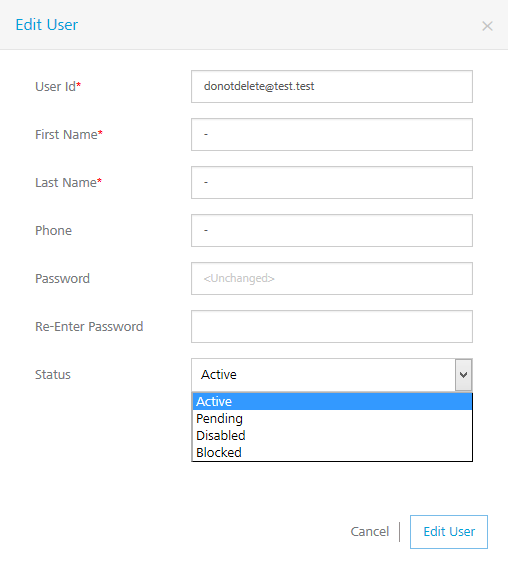 Edit User
User Id* donotdelete@test.test
First Name* -
Last Name* -
Phone -
Password <Unchanged>
Re-Enter Password
Status Active
Active
Pending
Disabled
Blocked
Cancel Edit User